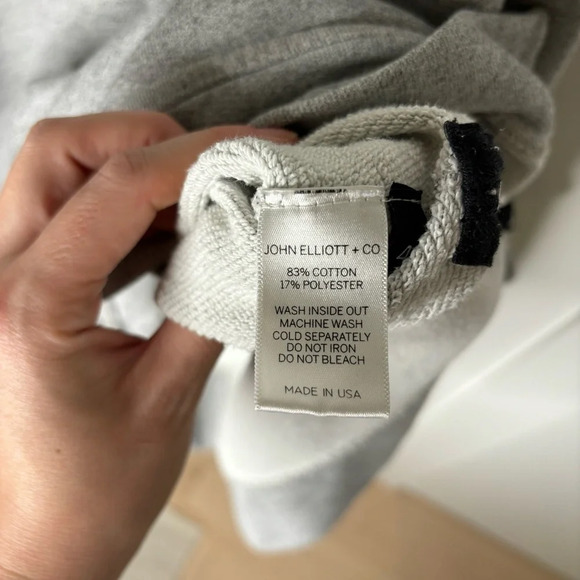 JOHN ELLIOTT + CO
83% COTTON
17% POLYESTER
WASH INSIDE OUT
MACHINE WASH
COLD SEPARATELY
DO NOT IRON
DO NOT BLEACH
MADE IN USA